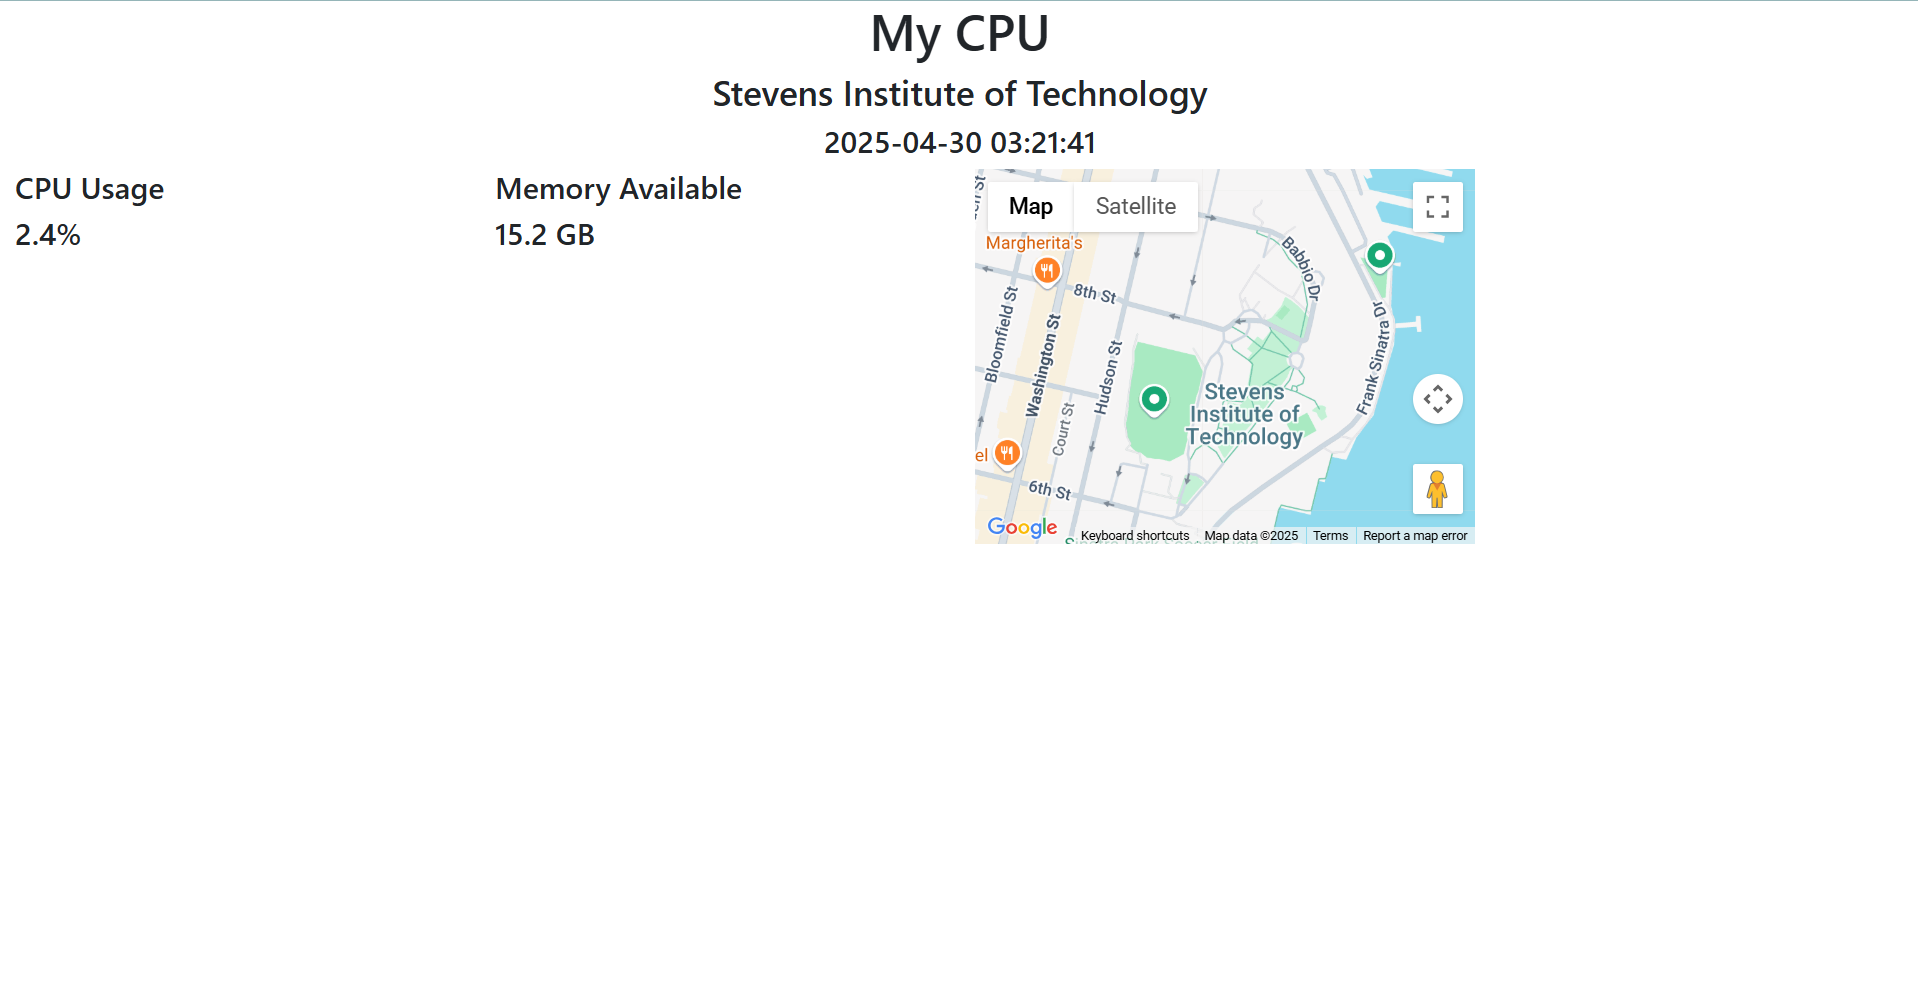 My CPU
Stevens Institute of Technology
2025-04-30 03:21:41
CPU Usage
2.4%
Memory Available
15.2 GB
Map
Satellite
Margherita's
Babbio Dr
8th St
Bloomfield St
Washington St
Hudson St
Court St
Frank Sinatra Dr
Stevens
Institute of
Technology
el
6th St
Google
Keyboard shortcuts
Map data ©2025
Terms
Report a map error